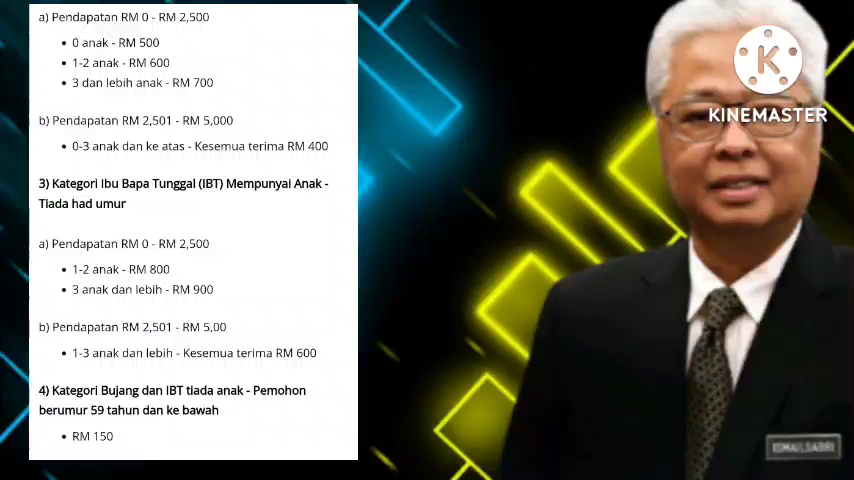 a) Pendapatan RM 0 - RM 2,500
0 anak - RM 500
1-2 anak - RM 600
3 dan lebih anak - RM 700
b) Pendapatan RM 2,501 - RM 5,000
0-3 anak dan ke atas - Kesemua terima RM 400
3) Kategori Ibu Bapa Tunggal (IBT) Mempunyai Anak -
Tiada had umur
a) Pendapatan RM 0 - RM 2,500
1-2 anak - RM 800
3 anak dan lebih - RM 900
b) Pendapatan RM 2,501 - RM 5,00
1-3 anak dan lebih - Kesemua terima RM 600
4) Kategori Bujang dan IBT tiada anak - Pemohon
berumur 59 tahun dan ke bawah
RM 150
K
KINEMASTER
ISMAIL SABRI